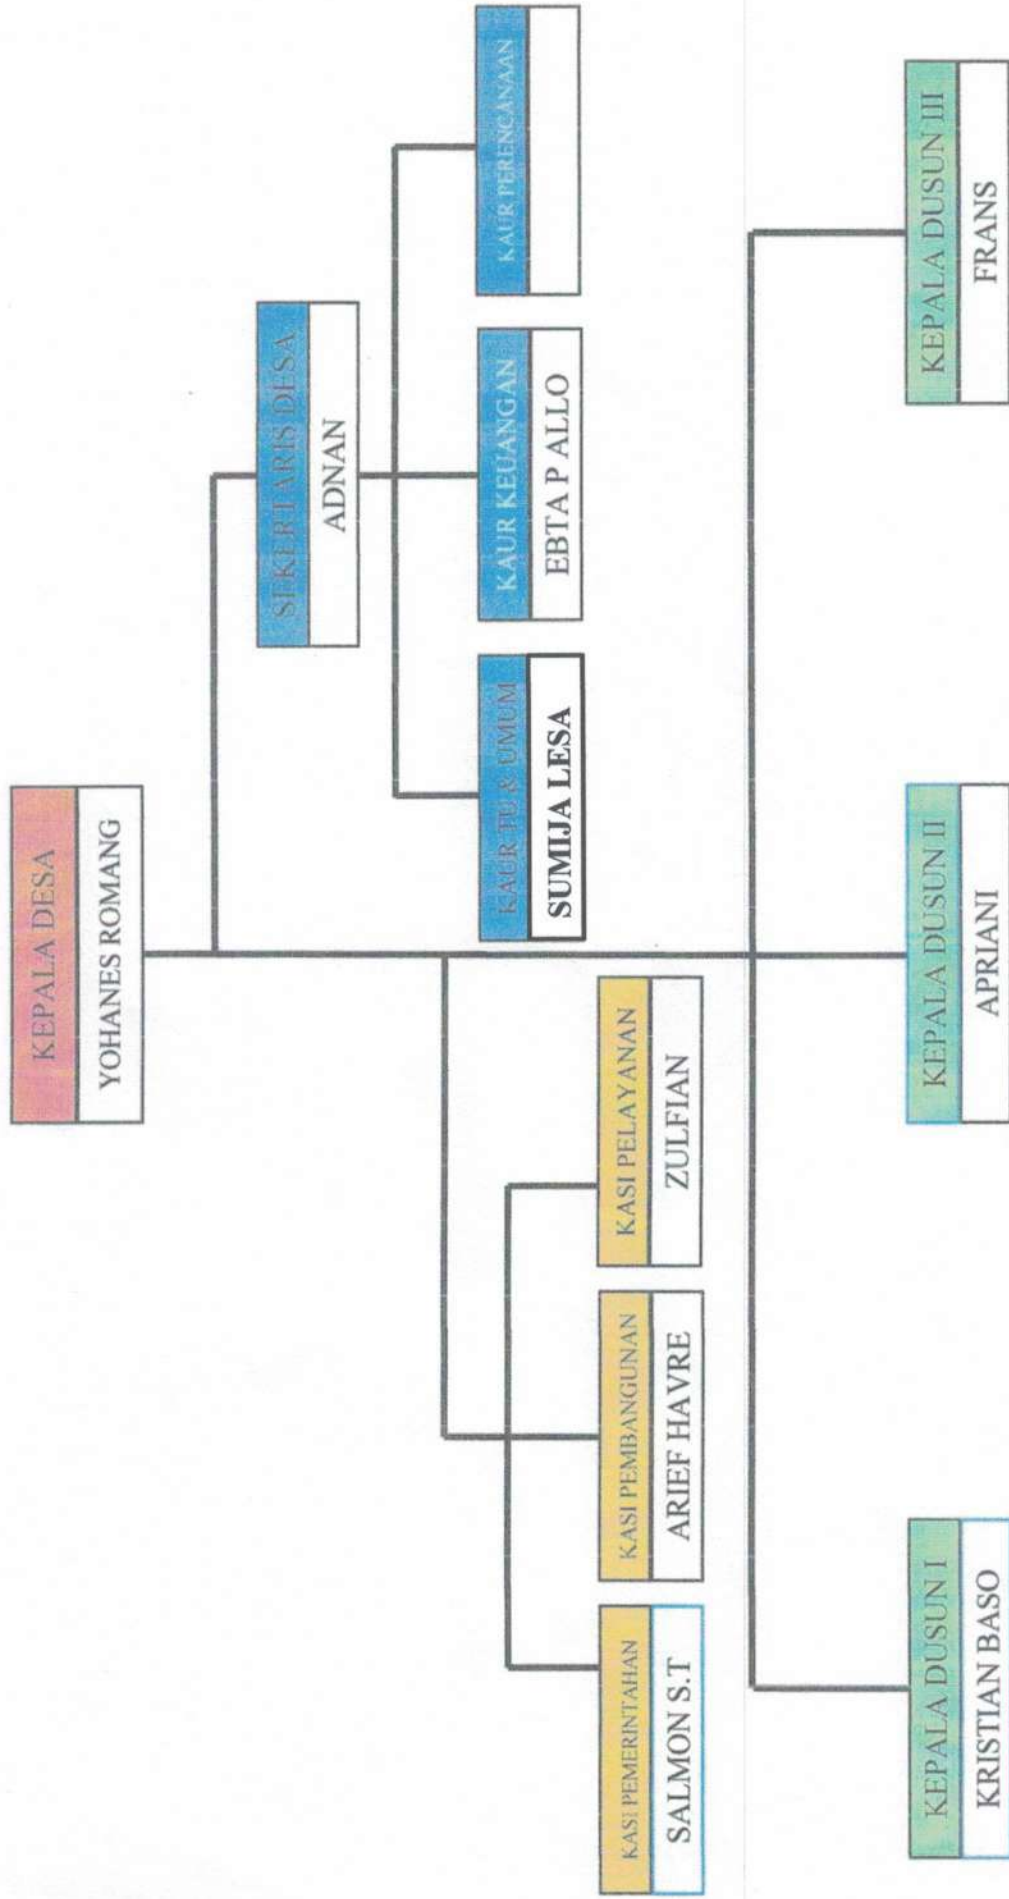 KEPALA DESA
YOHANES ROMANG
SEKERTARIS DESA
ADNAN
KAUR TU & UMUM
SUMIJA LESA
KAUR KEUANGAN
EBTA P ALLO
KAUR PERENCANAAN
KASI PEMERINTAHAN
SALMON S.T
KASI PEMBANGUNAN
ARIEF HAVRE
KASI PELAYANAN
ZULFIAN
KEPALA DUSUN I
KRISTIAN BASO
KEPALA DUSUN II
APRIANI
KEPALA DUSUN III
FRANS